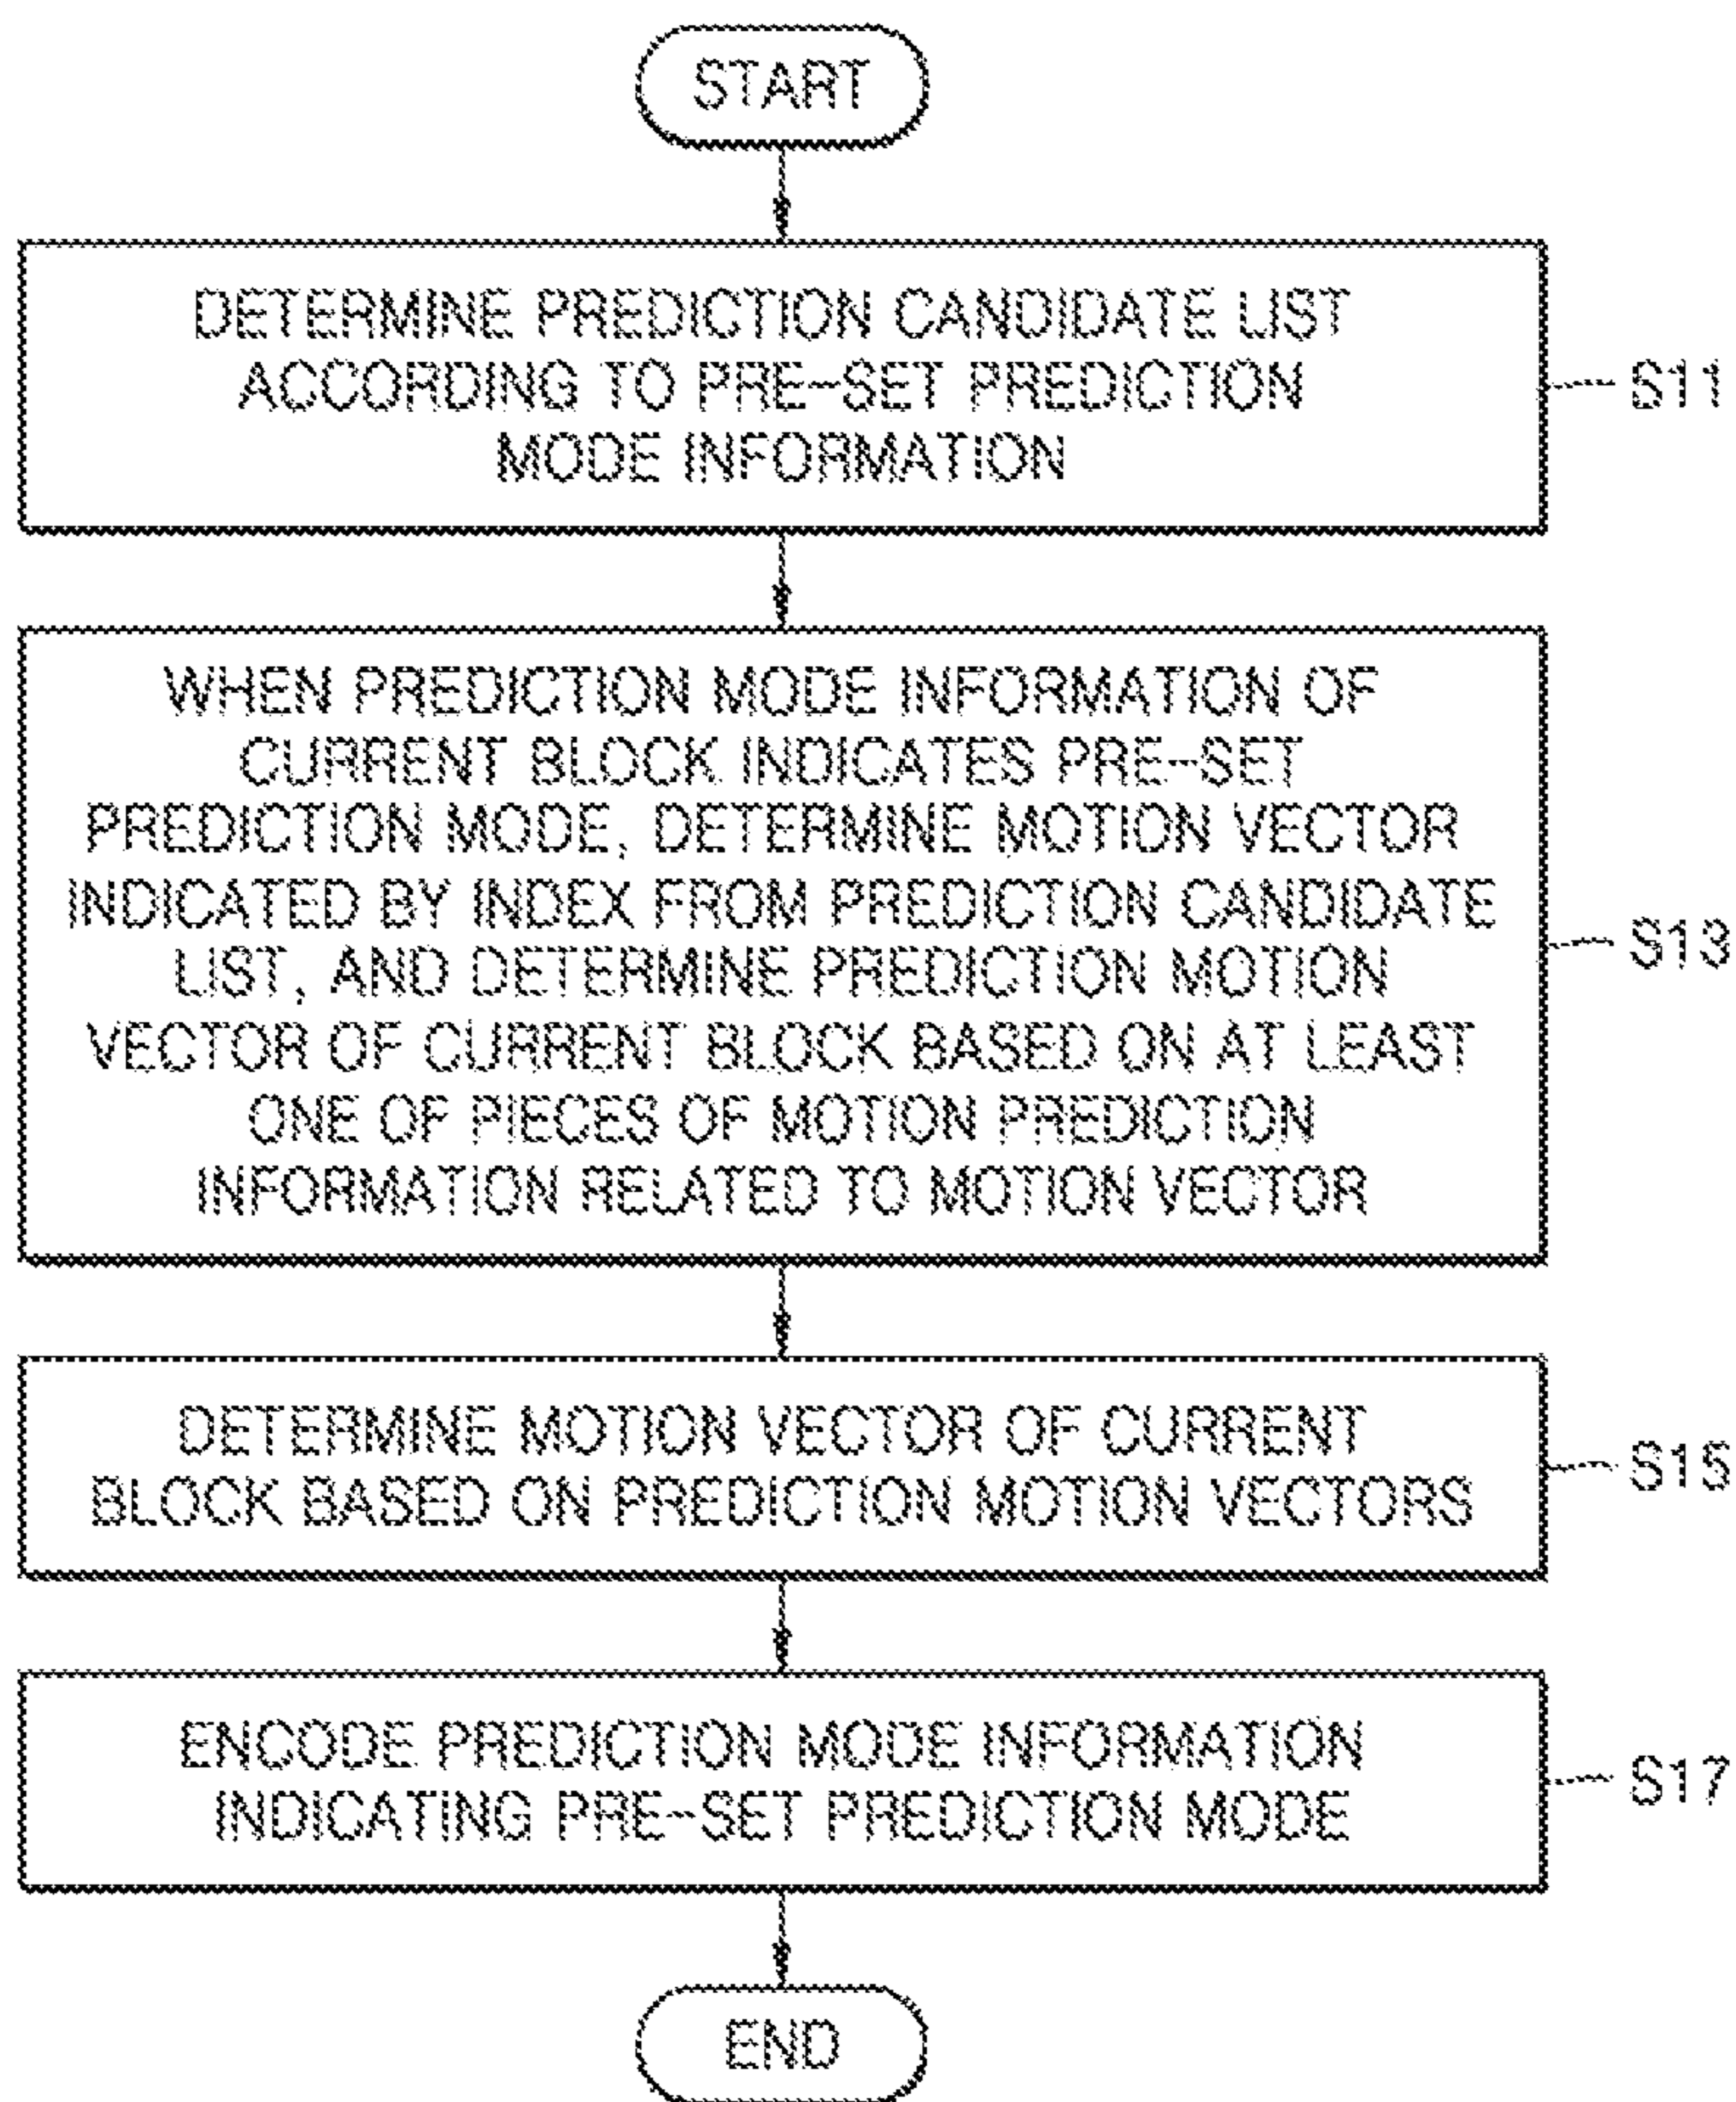 START
DETERMINE PREDICTION CANDIDATE LIST
ACCORDING TO PRE-SET PREDICTION
MODE INFORMATION
S11
WHEN PREDICTION MODE INFORMATION OF
CURRENT BLOCK INDICATES PRE-SET
PREDICTION MODE, DETERMINE MOTION VECTOR
INDICATED BY INDEX FROM PREDICTION CANDIDATE
LIST, AND DETERMINE PREDICTION MOTION
VECTOR OF CURRENT BLOCK BASED ON AT LEAST
ONE OF PIECES OF MOTION PREDICTION
INFORMATION RELATED TO MOTION VECTOR
S13
DETERMINE MOTION VECTOR OF CURRENT
BLOCK BASED ON PREDICTION MOTION VECTORS
S15
ENCODE PREDICTION MODE INFORMATION
INDICATING PRE-SET PREDICTION MODE
S17
END